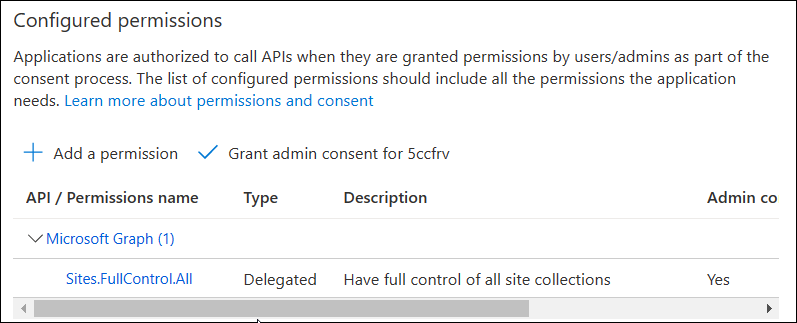 Configured permissions
Applications are authorized to call APIs when they are granted permissions by users/admins as part of the
consent process. The list of configured permissions should include all the permissions the application
needs. Learn more about permissions and consent
Add a permission Grant admin consent for 5ccfrv
API / Permissions name Type Description Admin co
Microsoft Graph (1)
Sites.FullControl.All Delegated Have full control of all site collections Yes